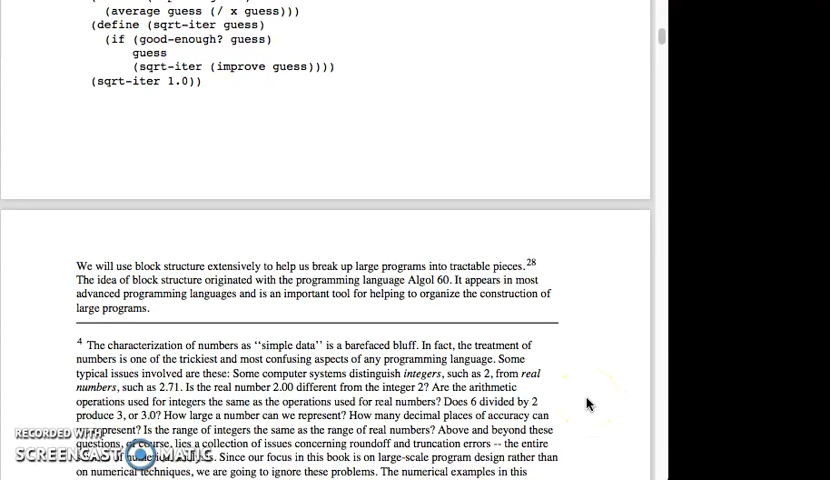 (average guess (/ x guess)))
(define (sqrt-iter guess)
(if (good-enough? guess)
guess
(sqrt-iter (improve guess))))
(sqrt-iter 1.0))
We will use block structure extensively to help us break up large programs into tractable pieces.28
The idea of block structure originated with the programming language Algol 60. It appears in most
advanced programming languages and is an important tool for helping to organize the construction of
large programs.
4 The characterization of numbers as ``simple data'' is a barefaced bluff. In fact, the treatment of
numbers is one of the trickiest and most confusing aspects of any programming language. Some
typical issues involved are these: Some computer systems distinguish integers, such as 2, from real
numbers, such as 2.71. Is the real number 2.00 different from the integer 2? Are the arithmetic
operations used for integers the same as the operations used for real numbers? Does 6 divided by 2
produce 3, or 3.0? How large a number can we represent? How many decimal places of accuracy can
represent? Is the range of integers the same as the range of real numbers? Above and beyond these
questions, of course, lies a collection of issues concerning roundoff and truncation errors -- the entire
Since our focus in this book is on large-scale program design rather than
on numerical techniques, we are going to ignore these problems. The numerical examples in this
RECORDED WITH
SCREENCAST MATIC